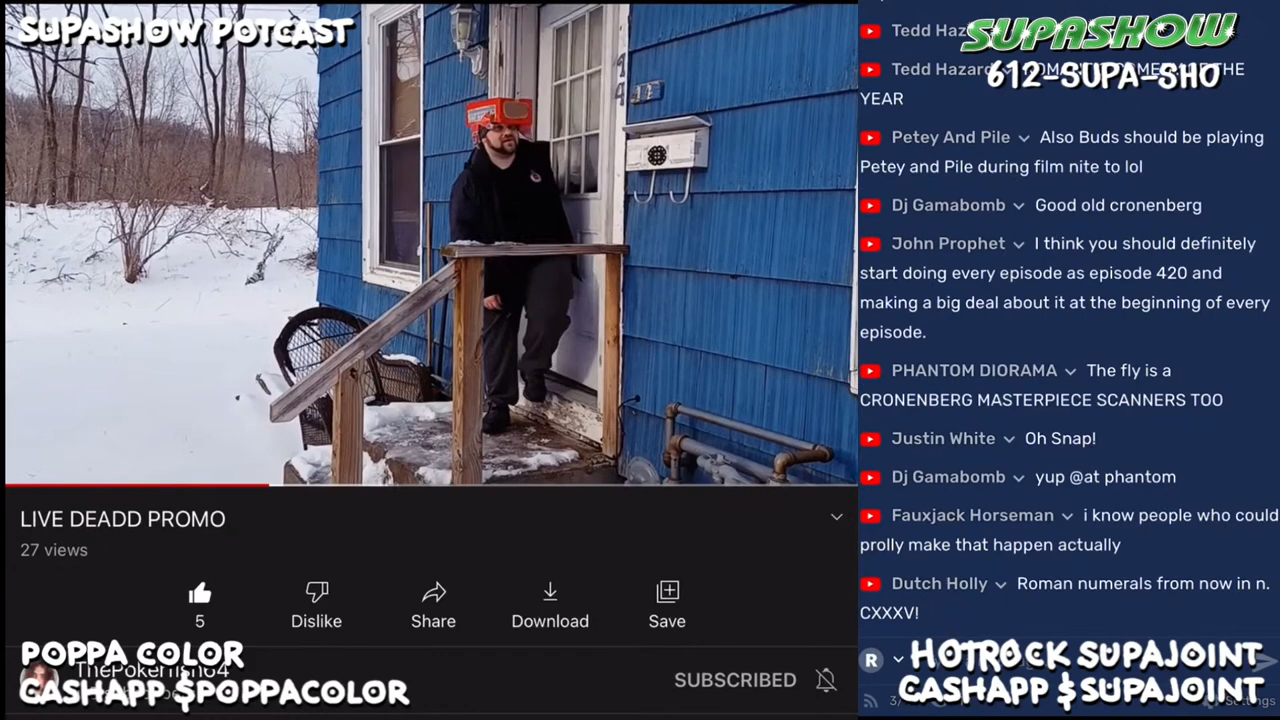 SUPASHOW POTCAST
LIVE DEADD PROMO
27 views
5
Dislike
Share
Download
Save
POPPA COLOR
SUBSCRIBED
CASHAPP $POPPACOLOR
SUPASHOW
612-SUPA-SHO
Tedd
Tedd Hazard
THE
YEAR
Petey And Pile Also Buds should be playing
Petey and Pile during film nite to lol
Dj Gamabomb Good old cronenberg
John Prophet I think you should definitely
start doing every episode as episode 420 and
making a big deal about it at the beginning of every
episode.
PHANTOM DIORAMA The fly is a
CRONENBERG MASTERPIECE SCANNERS TOO
Justin White Oh Snap!
Dj Gamabomb yup @at phantom
Fauxjack Horseman i know people who could
prolly make that happen actually
Dutch Holly Roman numerals from now in n.
CXXXV!
R
HOTROCK SUPAJOINT
CASHAPP $SUPAJOINT
Settings